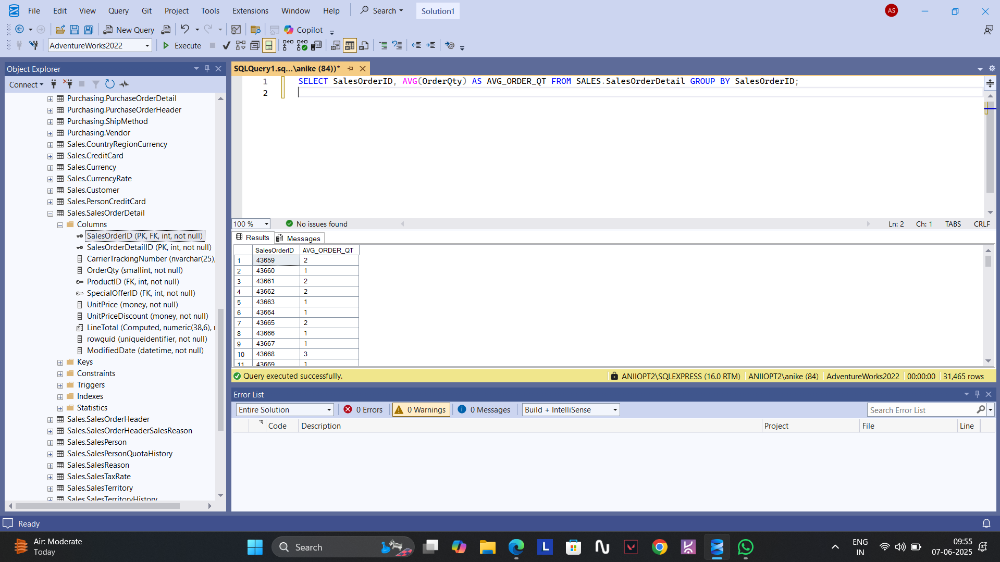 File Edit View Query Git Project Tools Extensions Window Help Search Solution1 AS
New Query Copilot
AdventureWorks2022 Execute
Object Explorer
Connect
Purchasing.PurchaseOrderDetail
Purchasing.PurchaseOrderHeader
Purchasing.ShipMethod
Purchasing.Vendor
Sales.CountryRegionCurrency
Sales.CreditCard
Sales.Currency
Sales.CurrencyRate
Sales.Customer
Sales.PersonCreditCard
Sales.SalesOrderDetail
Columns
SalesOrderID (PK, FK, int, not null)
SalesOrderDetailID (PK, int, not null)
CarrierTrackingNumber (nvarchar(25),
OrderQty (smallint, not null)
ProductID (FK, int, not null)
SpecialOfferID (FK, int, not null)
UnitPrice (money, not null)
UnitPriceDiscount (money, not null)
LineTotal (Computed, numeric(38,6), r
rowguid (uniqueidentifier, not null)
ModifiedDate (datetime, not null)
Keys
Constraints
Triggers
Indexes
Statistics
Sales.SalesOrderHeader
Sales.SalesOrderHeaderSalesReason
Sales.SalesPerson
Sales.SalesPersonQuotaHistory
Sales.SalesReason
Sales.SalesTaxRate
Sales.SalesTerritory
Sales.SalesTerritoryHistory
SQLQuery1.sq...\anike (84))*
1 SELECT SalesOrderID, AVG(OrderQty) AS AVG_ORDER_QT FROM SALES.SalesOrderDetail GROUP BY SalesOrderID;
2
100 % No issues found Ln: 2 Ch: 1 TABS CRLF
Results Messages
SalesOrderID AVG_ORDER_QT
1 43659 2
2 43660 1
3 43661 2
4 43662 2
5 43663 1
6 43664 1
7 43665 2
8 43666 1
9 43667 1
10 43668 3
11 43669 1
Query executed successfully. ANIIOPT2\SQLEXPRESS (16.0 RTM) ANIIOPT2\anike (84) AdventureWorks2022 00:00:00 31,465 rows
Error List
Entire Solution 0 Errors 0 Warnings 0 Messages Build + IntelliSense Search Error List
Code Description Project File Line
Ready
Air: Moderate
Today
Search
L
ENG
IN
09:55
07-06-2025